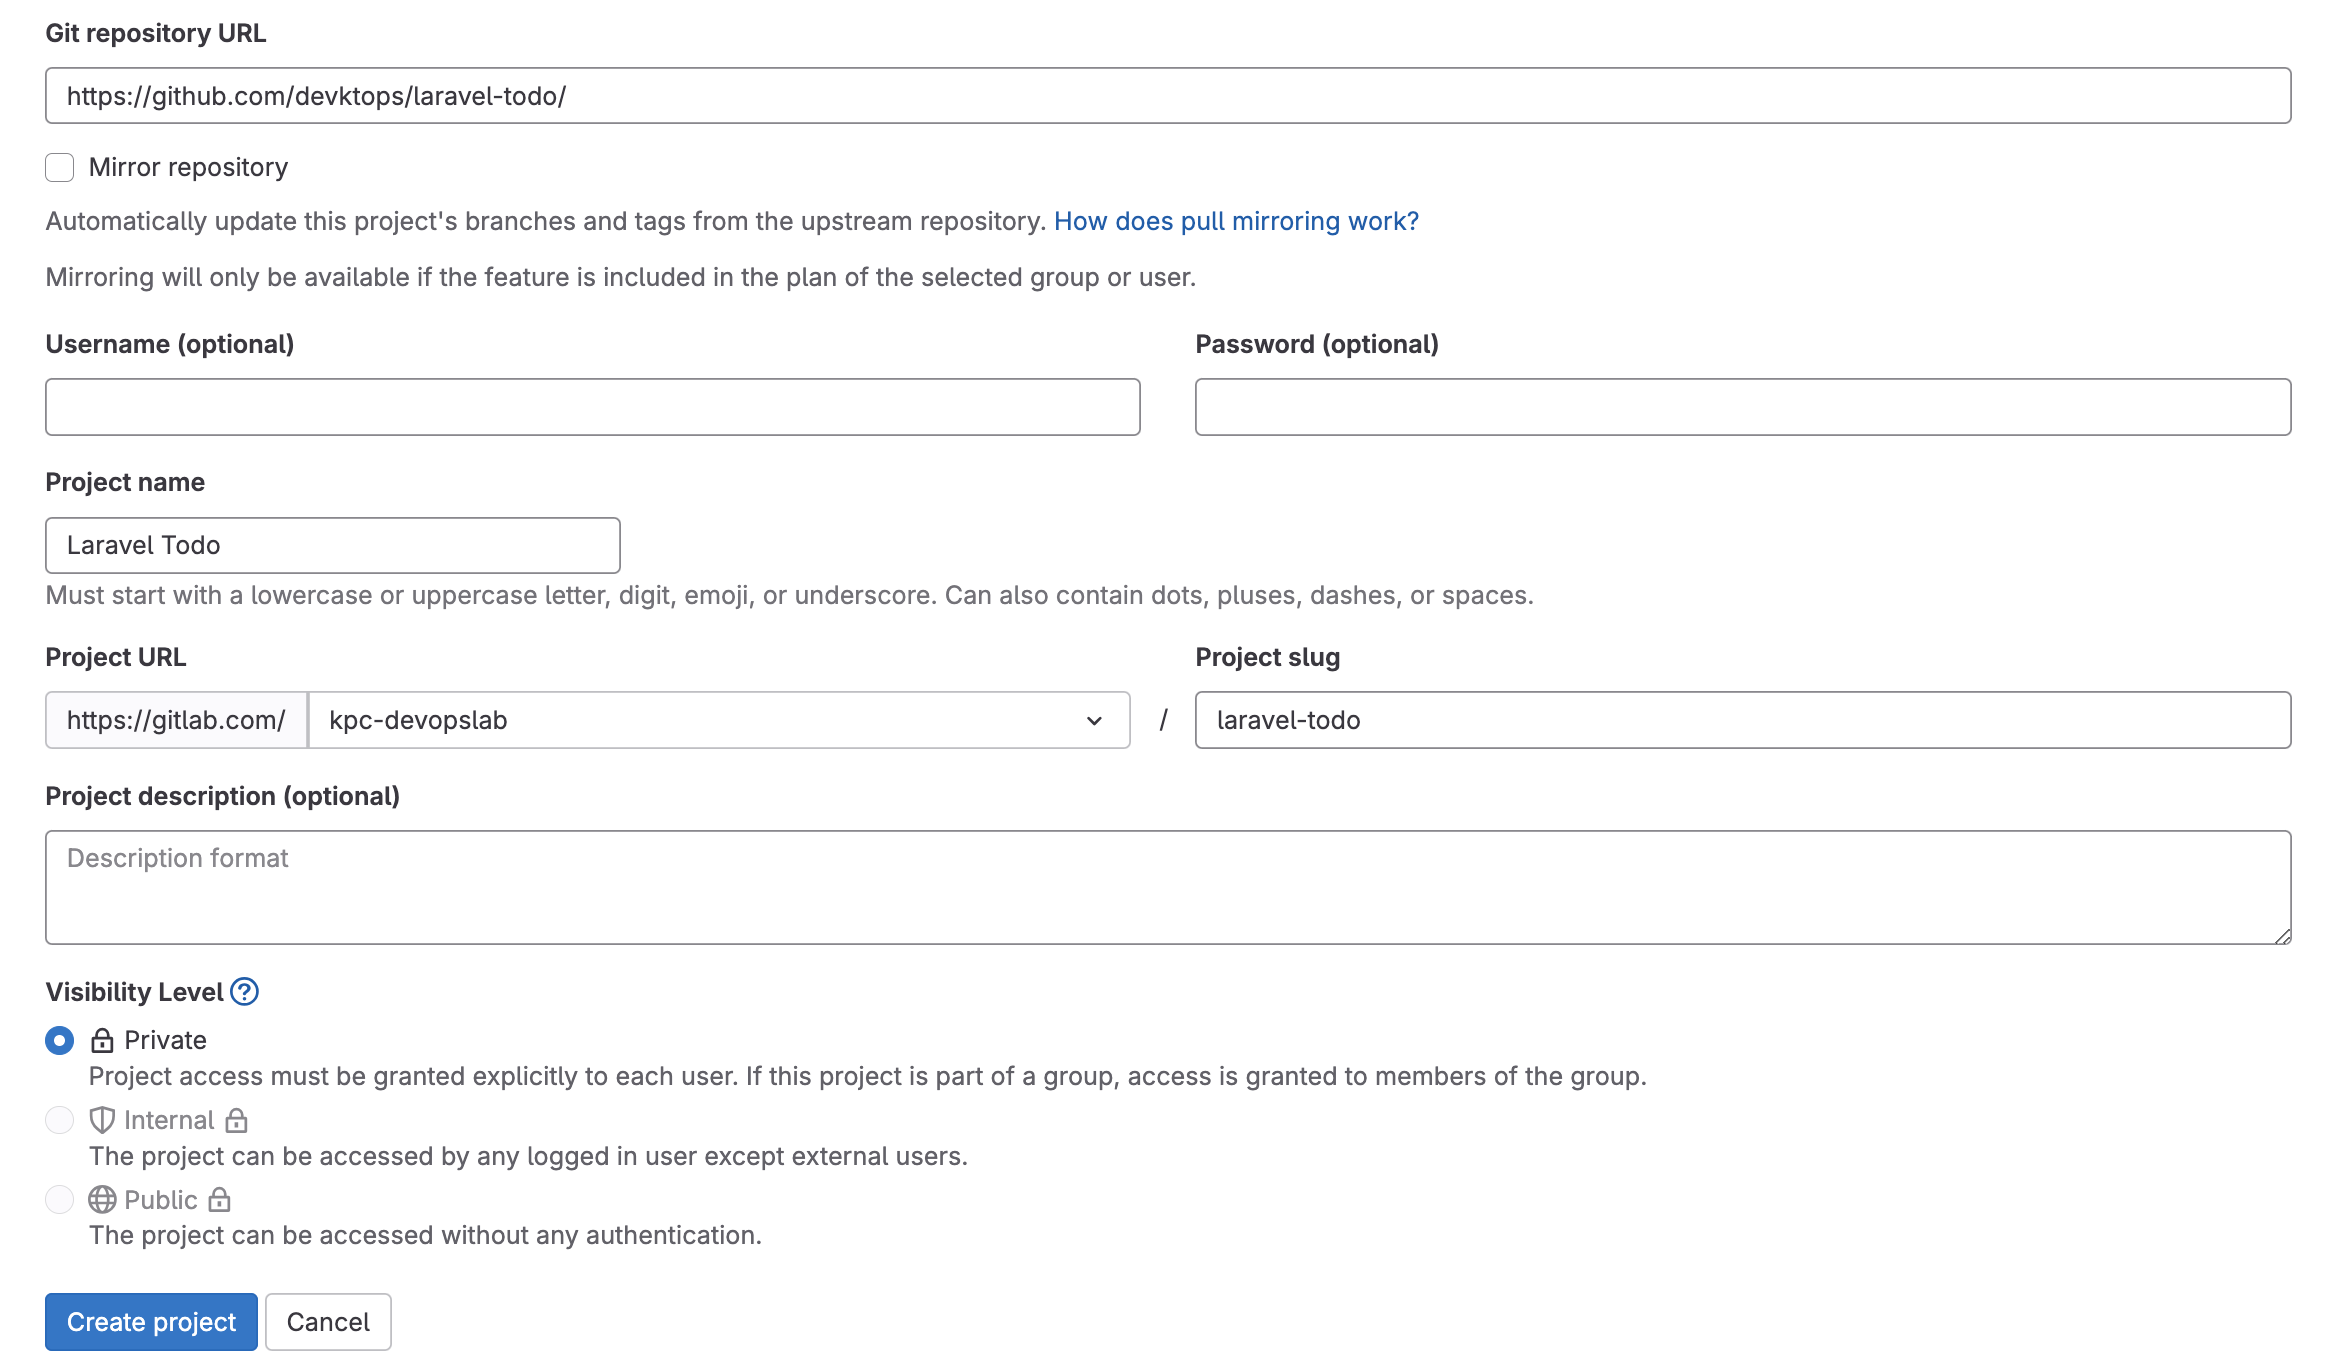 Git repository URL
https://github.com/devktops/laravel-todo/
Mirror repository
Automatically update this project's branches and tags from the upstream repository. How does pull mirroring work?
Mirroring will only be available if the feature is included in the plan of the selected group or user.
Username (optional)
Password (optional)
Project name
Laravel Todo
Must start with a lowercase or uppercase letter, digit, emoji, or underscore. Can also contain dots, pluses, dashes, or spaces.
Project URL
Project slug
https://gitlab.com/ kpc-devopslab / laravel-todo
Project description (optional)
Description format
Visibility Level ?
Private
Project access must be granted explicitly to each user. If this project is part of a group, access is granted to members of the group.
Internal
The project can be accessed by any logged in user except external users.
Public
The project can be accessed without any authentication.
Create project
Cancel